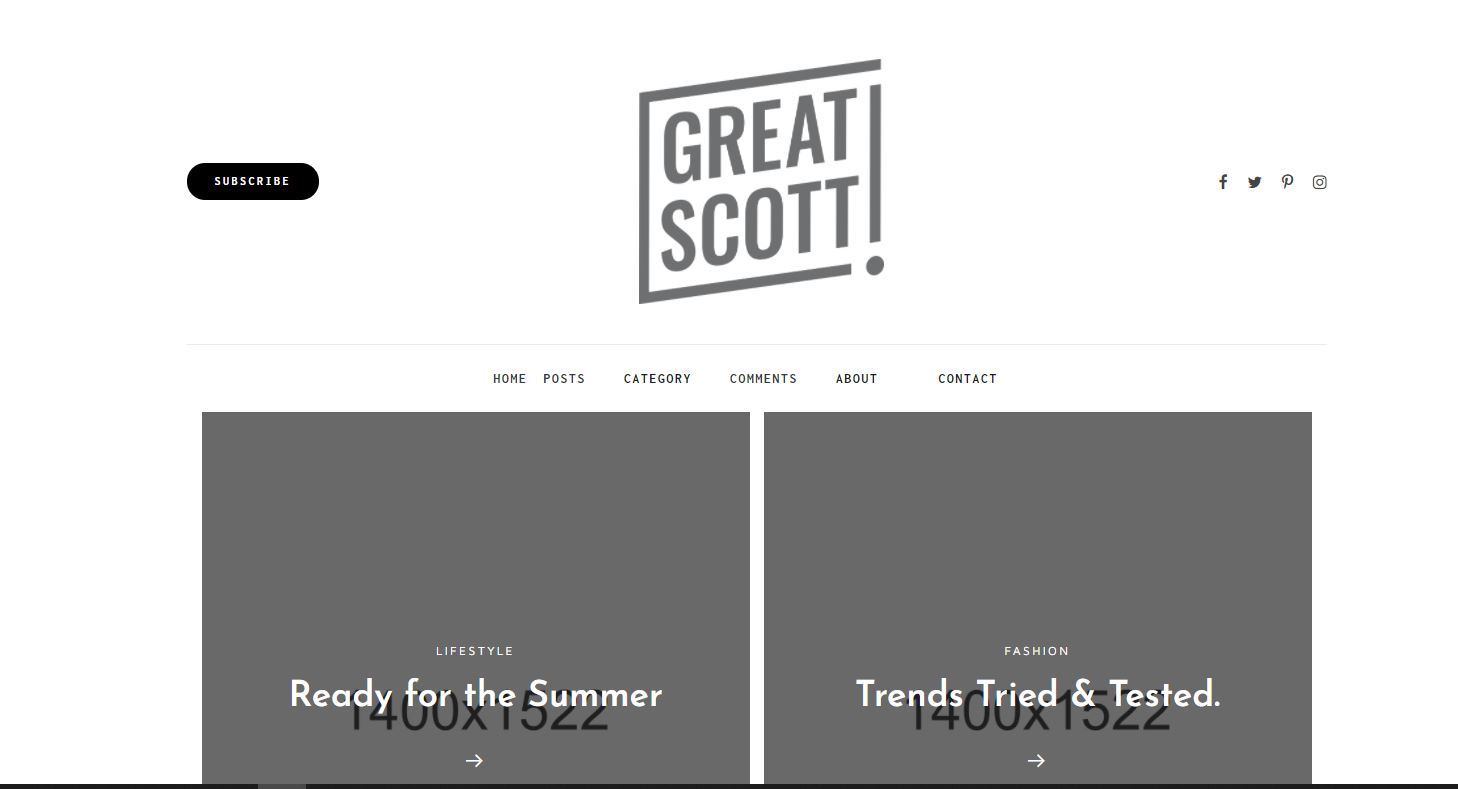 GREAT
SCOTT!
SUBSCRIBE
HOME POSTS CATEGORY COMMENTS ABOUT CONTACT
LIFESTYLE
Ready for the Summer
1400x1522
FASHION
Trends Tried & Tested.
1400x1522